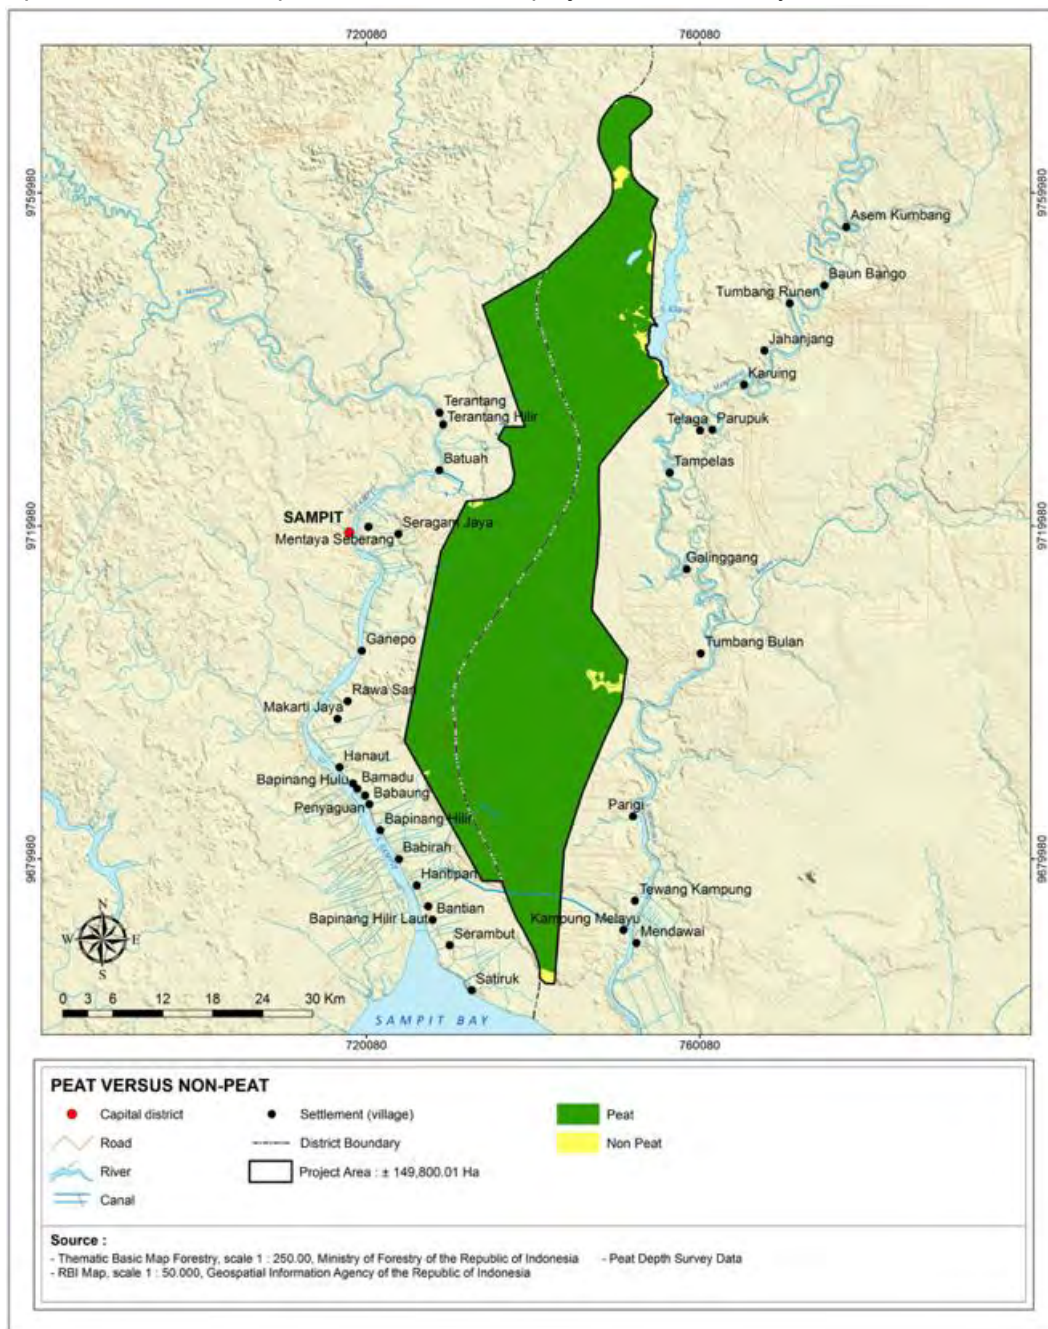 720080
760080
9759980
9759980
Asem Kumbang
Baun Bango
Tumbang Runen
Jahanjang
Karuing
Terantang
Terantang Hilir
Telaga
Parupuk
Batuah
Tampelas
SAMPIT
Seragam Jaya
Mentaya Seberang
9719980
9719980
Galinggang
Ganepo
Tumbang Bulan
Rawa Sari
Makarti Jaya
Hanaut
Bapinang Hulu
Bamadu
Babaung
Penyaguan
Parigi
Bapinang Hilir
Babirah
9679980
9679980
Hantipan
Tewang Kampung
Bantian
Bapinang Hilir Laut
Kampung Melayu
Mendawai
Serambut
N
W
E
S
Satiruk
0 3 6 12 18 24 30 Km
SAMPIT BAY
720080
760080
PEAT VERSUS NON-PEAT
Capital district
Settlement (village)
Peat
Road
District Boundary
Non Peat
River
Project Area : ± 149,800.01 Ha
Canal
Source :
- Thematic Basic Map Forestry, scale 1 : 250.00, Ministry of Forestry of the Republic of Indonesia
- Peat Depth Survey Data
- RBI Map, scale 1 : 50.000, Geospatial Information Agency of the Republic of Indonesia